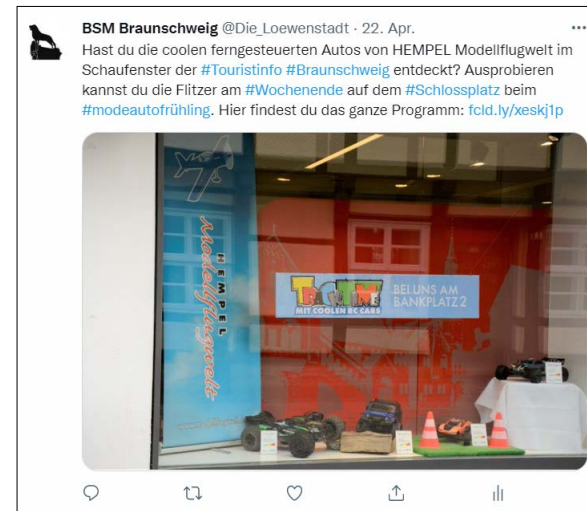 BSM Braunschweig @Die_Loewenstadt · 22. Apr.
Hast du die coolen ferngesteuerten Autos von HEMPEL Modellflugwelt im
Schaufenster der #Touristinfo #Braunschweig entdeckt? Ausprobieren
kannst du die Flitzer am #Wochenende auf dem #Schlossplatz beim
#modeautofrühling. Hier findest du das ganze Programm: fcld.ly/xeskj1p
HEMPEL
Modellflugwelt
MIT COOLEN RC CARS
BEI UNS AM
BANKPLATZ 2